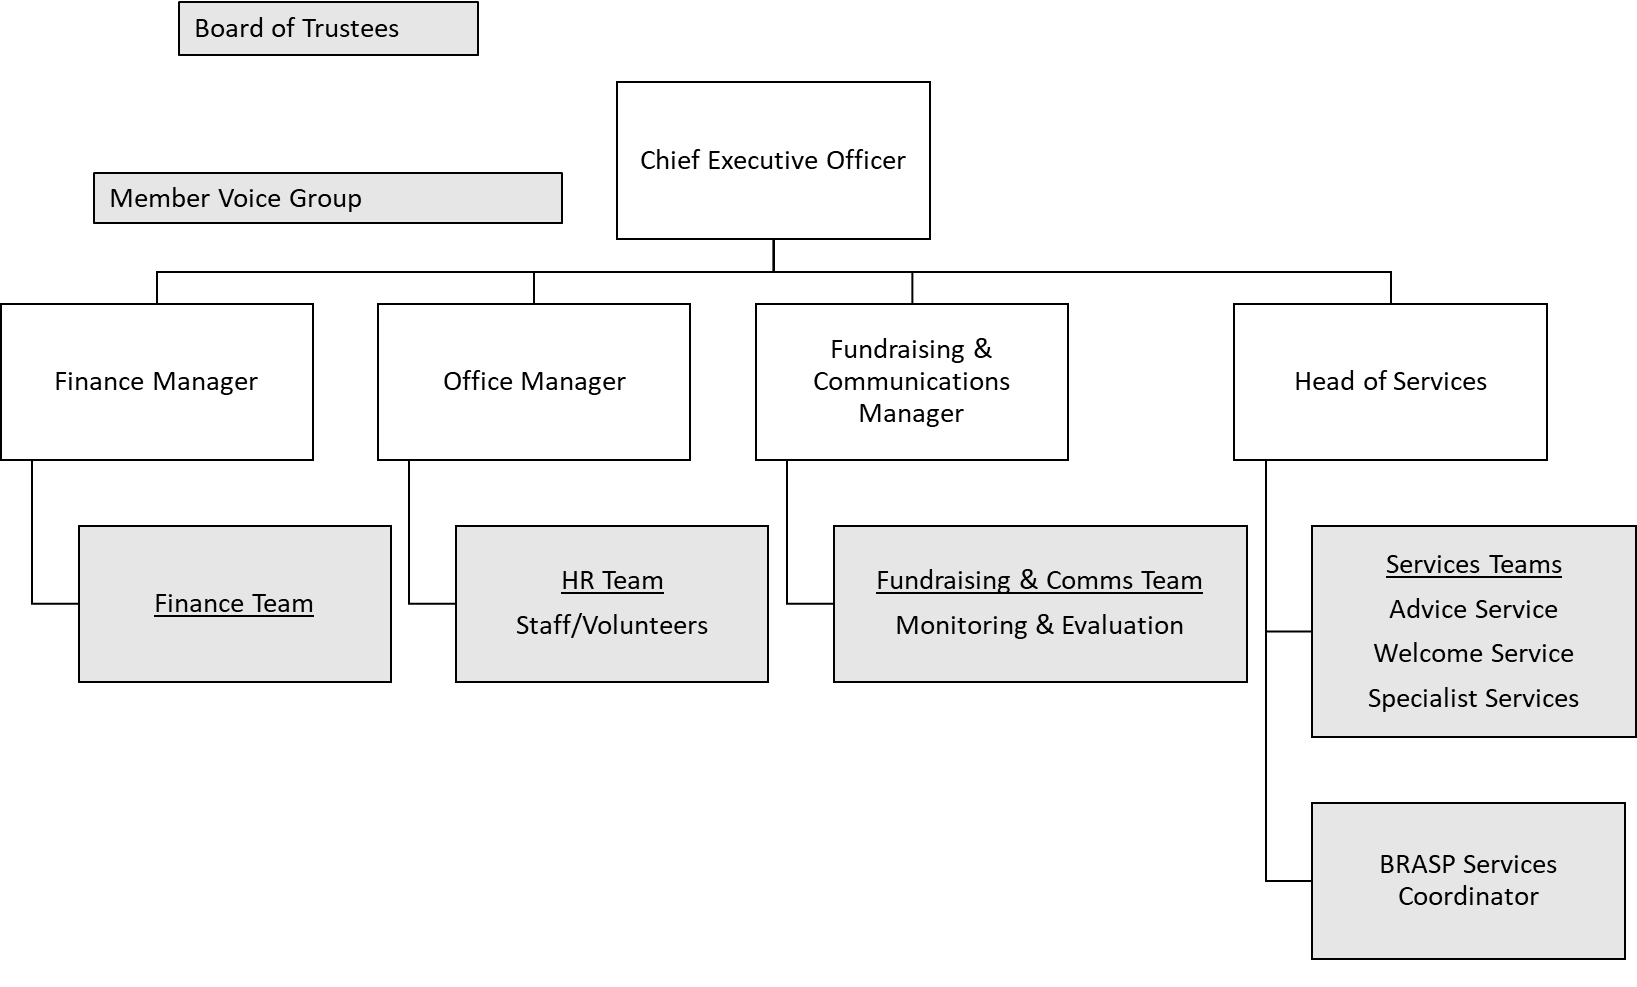 Board of Trustees
Chief Executive Officer
Member Voice Group
Finance Manager
Office Manager
Fundraising &
Communications
Manager
Head of Services
Finance Team
HR Team
Staff/Volunteers
Fundraising & Comms Team
Monitoring & Evaluation
Services Teams
Advice Service
Welcome Service
Specialist Services
BRASP Services
Coordinator